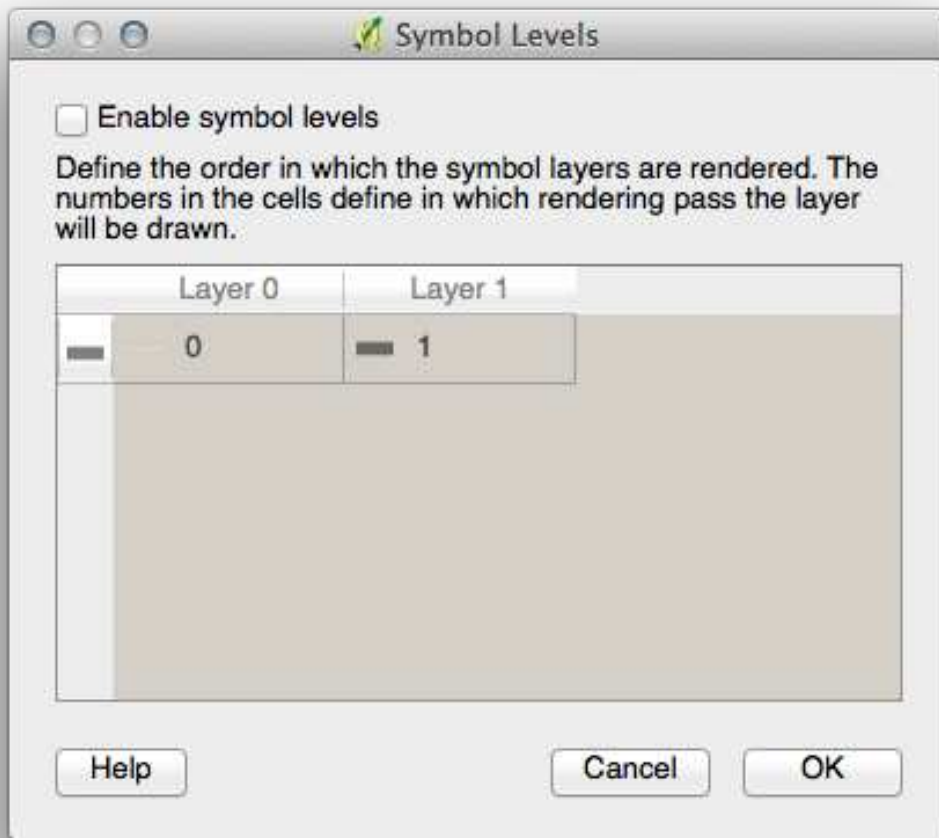 Symbol Levels
Enable symbol levels
Define the order in which the symbol layers are rendered. The
numbers in the cells define in which rendering pass the layer
will be drawn.
Layer 0 Layer 1
0 1
Help Cancel OK